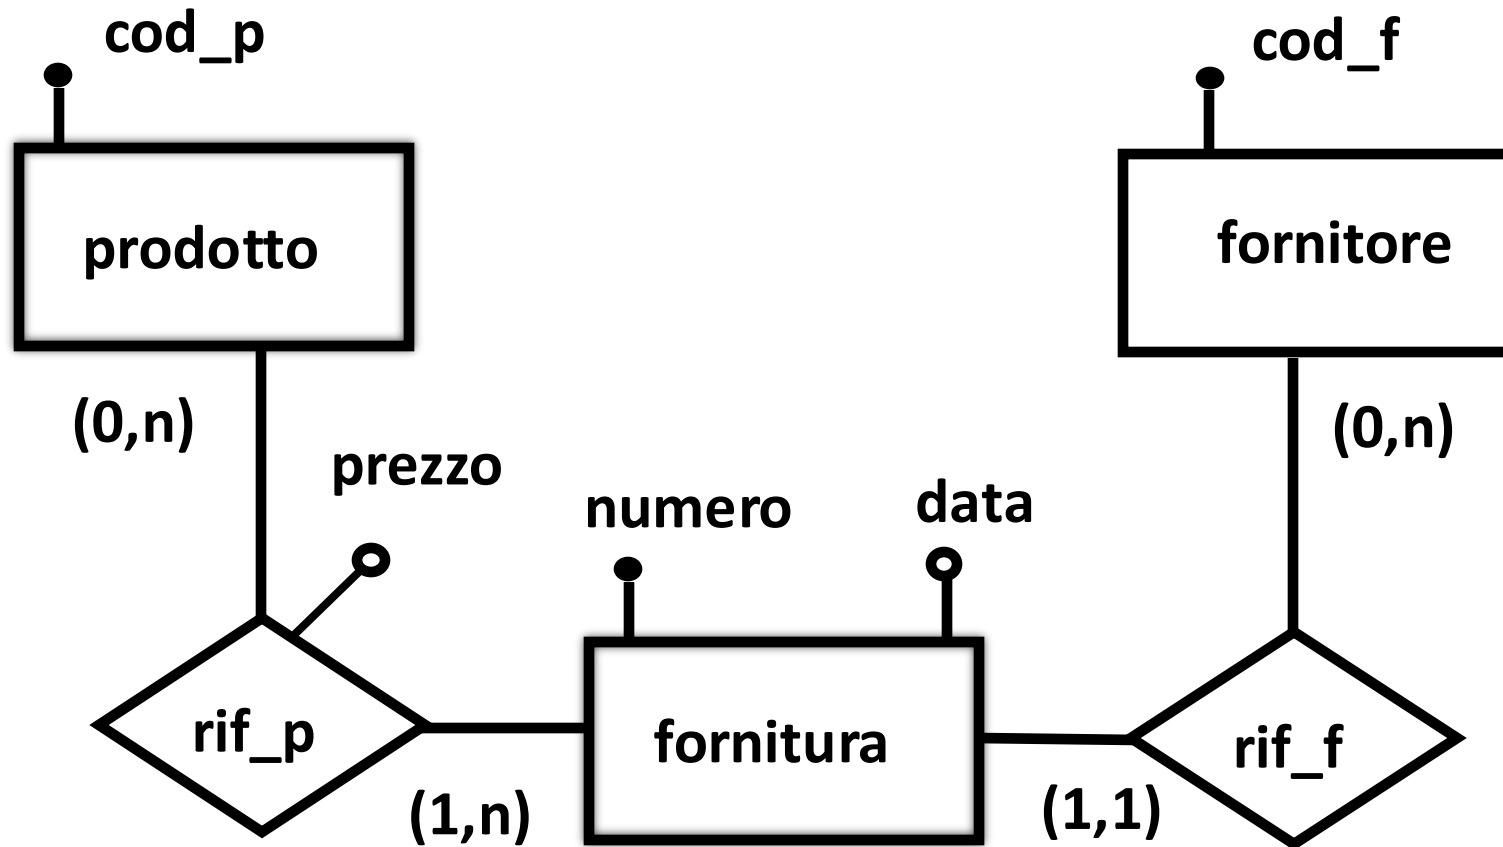 cod_p
cod_f
prodotto
fornitore
(0,n)
(0,n)
prezzo
numero
data
rif_p
fornitura
rif_f
(1,n)
(1,1)